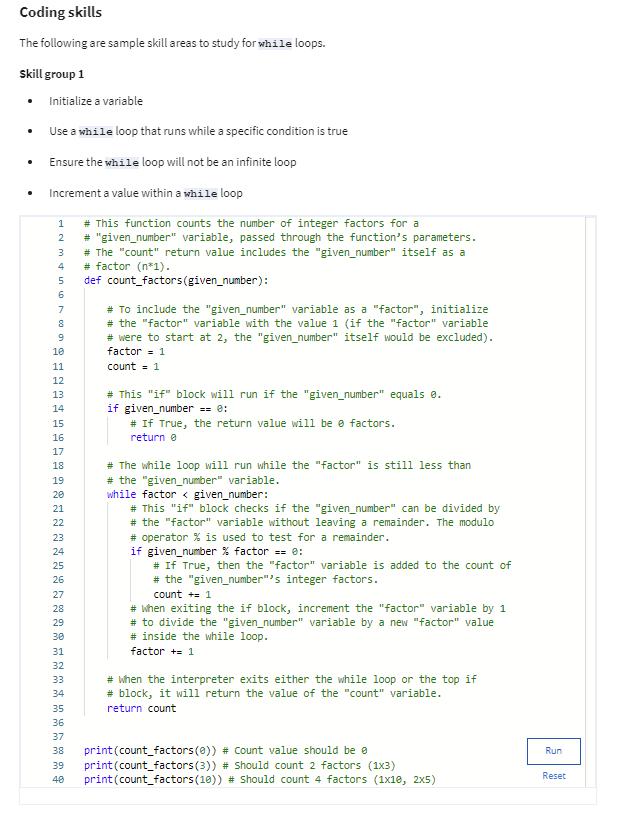 Coding skills
The following are sample skill areas to study for while loops.
Skill group 1
• Initialize a variable
• Use a while loop that runs while a specific condition is true
• Ensure the while loop will not be an infinite loop
• Increment a value within a while loop
1 # This function counts the number of integer factors for a
2 # "given_number" variable, passed through the function's parameters.
3 # The "count" return value includes the "given_number" itself as a
4 # factor (n*1).
5 def count_factors(given_number):
6
7 # To include the "given_number" variable as a "factor", initialize
8 # the "factor" variable with the value 1 (if the "factor" variable
9 # were to start at 2, the "given_number" itself would be excluded).
10 factor = 1
11 count = 1
12
13 # This "if" block will run if the "given_number" equals 0.
14 if given_number == 0:
15 # If True, the return value will be 0 factors.
16 return 0
17
18 # The while loop will run while the "factor" is still less than
19 # the "given_number" variable.
20 while factor < given_number:
21 # This "if" block checks if the "given_number" can be divided by
22 # the "factor" variable without leaving a remainder. The modulo
23 # operator % is used to test for a remainder.
24 if given_number % factor == 0:
25 # If True, then the "factor" variable is added to the count of
26 # the "given_number"'s integer factors.
27 count += 1
28 # When exiting the if block, increment the "factor" variable by 1
29 # to divide the "given_number" variable by a new "factor" value
30 # inside the while loop.
31 factor += 1
32
33 # When the interpreter exits either the while loop or the top if
34 # block, it will return the value of the "count" variable.
35 return count
36
37
38 print(count_factors(0)) # Count value should be 0
39 print(count_factors(3)) # Should count 2 factors (1x3)
40 print(count_factors(10)) # Should count 4 factors (1x10, 2x5)
Run
Reset